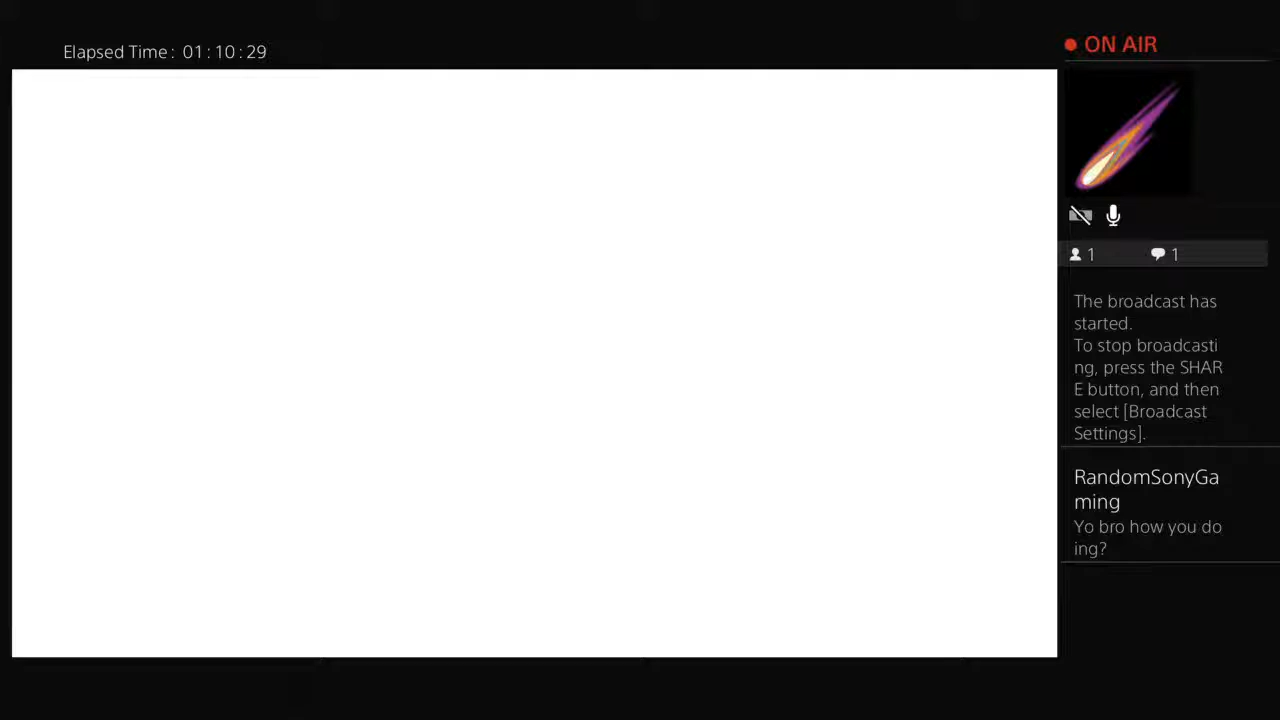 Elapsed Time: 01:10:29
ON AIR
1 1
The broadcast has
started.
To stop broadcasti
ng, press the SHAR
E button, and then
select [Broadcast
Settings].
RandomSonyGa
ming
Yo bro how you do
ing?